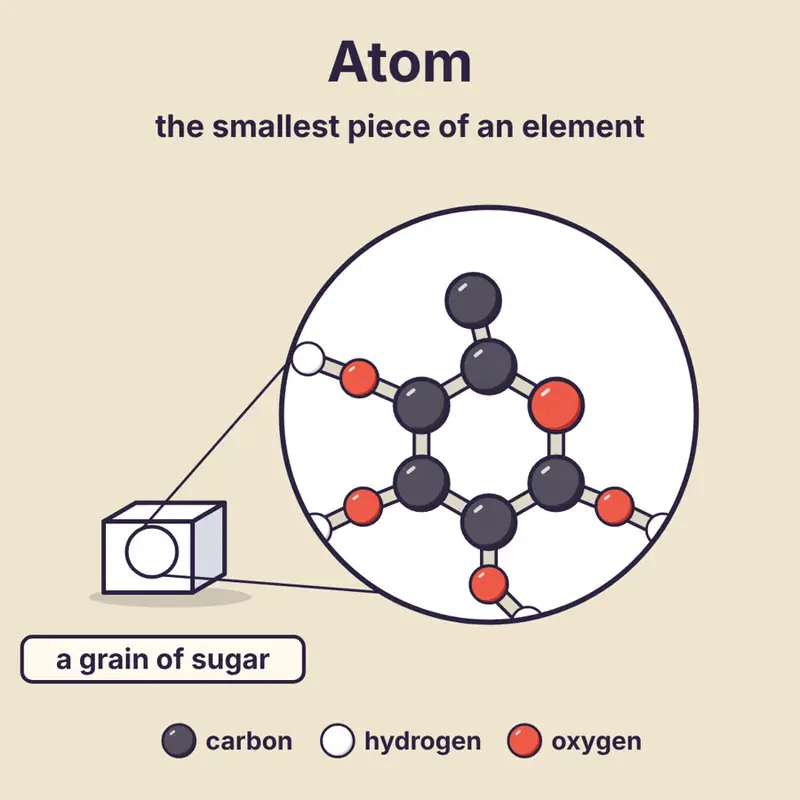 Atom
the smallest piece of an element
a grain of sugar
carbon hydrogen oxygen